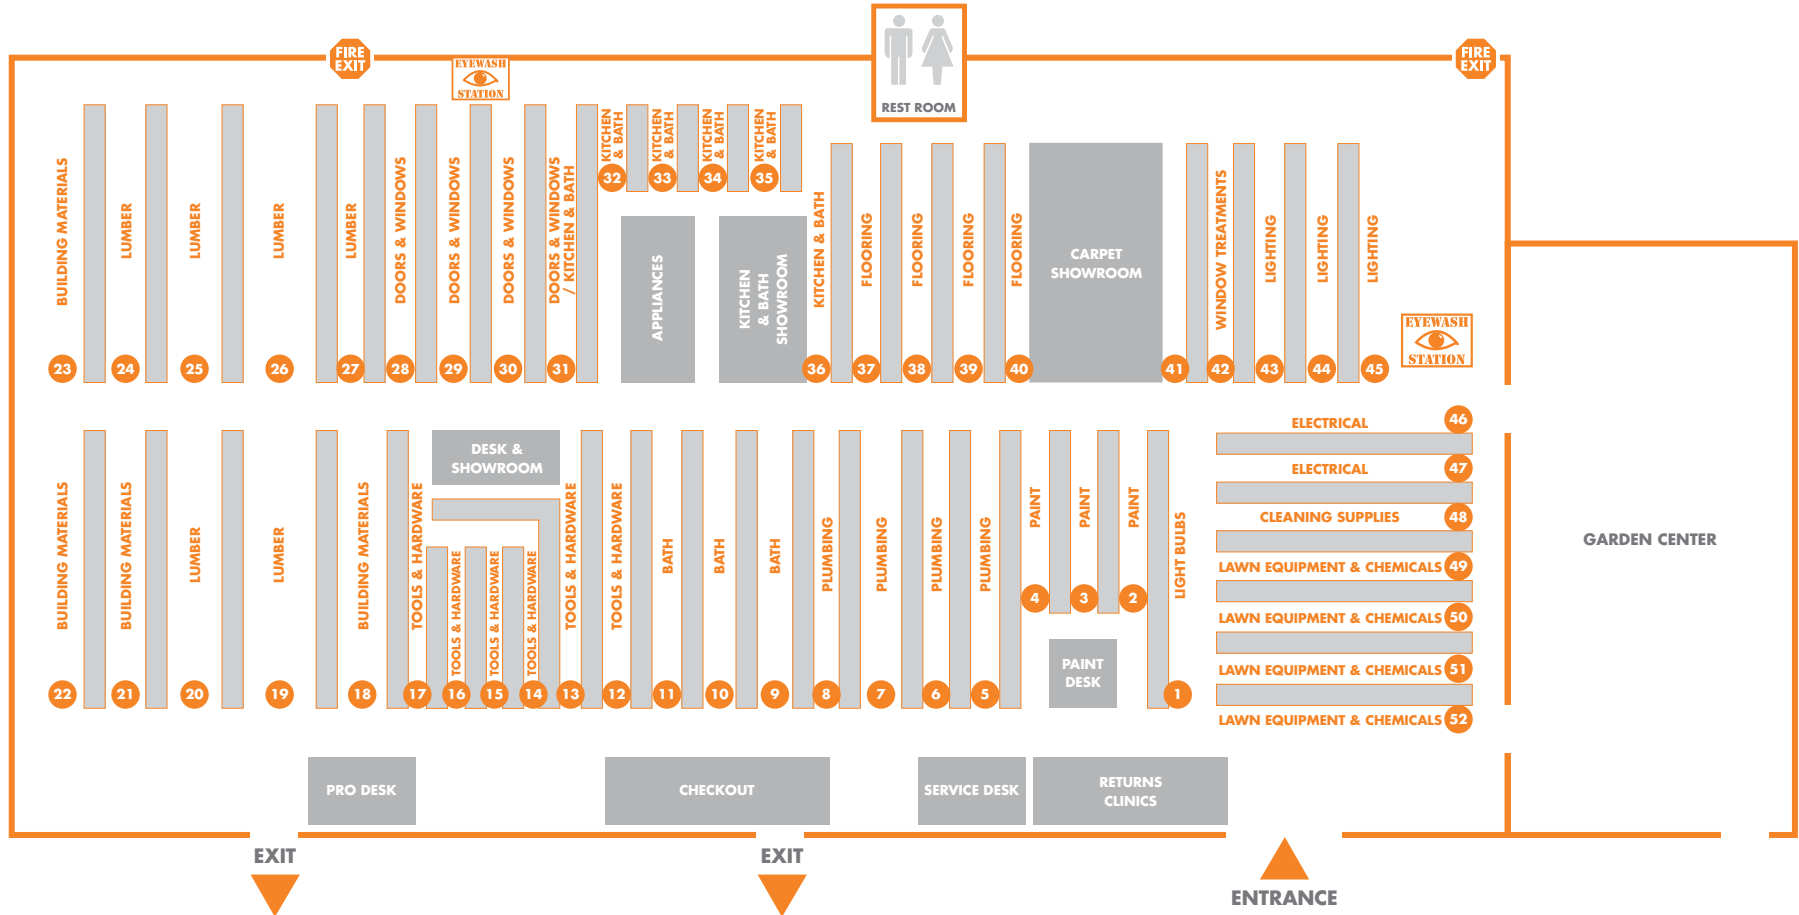 REST ROOM
FIRE
EXIT
FIRE
EXIT
EYEWASH
STATION
BUILDING MATERIALS
23
LUMBER
24
LUMBER
25
LUMBER
26
LUMBER
27
DOORS & WINDOWS
28
DOORS & WINDOWS
29
DOORS & WINDOWS
30
DOORS & WINDOWS
/ KITCHEN & BATH
31
KITCHEN
& BATH
32
KITCHEN
& BATH
33
KITCHEN
& BATH
34
KITCHEN
& BATH
35
APPLIANCES
KITCHEN
& BATH
SHOWROOM
KITCHEN & BATH
36
FLOORING
37
FLOORING
38
FLOORING
39
FLOORING
40
CARPET
SHOWROOM
41
WINDOW TREATMENTS
42
LIGHTING
43
LIGHTING
44
LIGHTING
45
EYEWASH
STATION
BUILDING MATERIALS
22
BUILDING MATERIALS
21
LUMBER
20
LUMBER
19
BUILDING MATERIALS
18
TOOLS & HARDWARE
17
DESK &
SHOWROOM
TOOLS & HARDWARE
16
TOOLS & HARDWARE
15
TOOLS & HARDWARE
14
TOOLS & HARDWARE
13
TOOLS & HARDWARE
12
BATH
11
BATH
10
BATH
9
PLUMBING
8
PLUMBING
7
PLUMBING
6
PLUMBING
5
PAINT
4
PAINT
3
PAINT
2
PAINT
DESK
LIGHT BULBS
1
ELECTRICAL 46
ELECTRICAL 47
CLEANING SUPPLIES 48
LAWN EQUIPMENT & CHEMICALS 49
LAWN EQUIPMENT & CHEMICALS 50
LAWN EQUIPMENT & CHEMICALS 51
LAWN EQUIPMENT & CHEMICALS 52
GARDEN CENTER
PRO DESK
CHECKOUT
SERVICE DESK
RETURNS
CLINICS
EXIT
EXIT
ENTRANCE